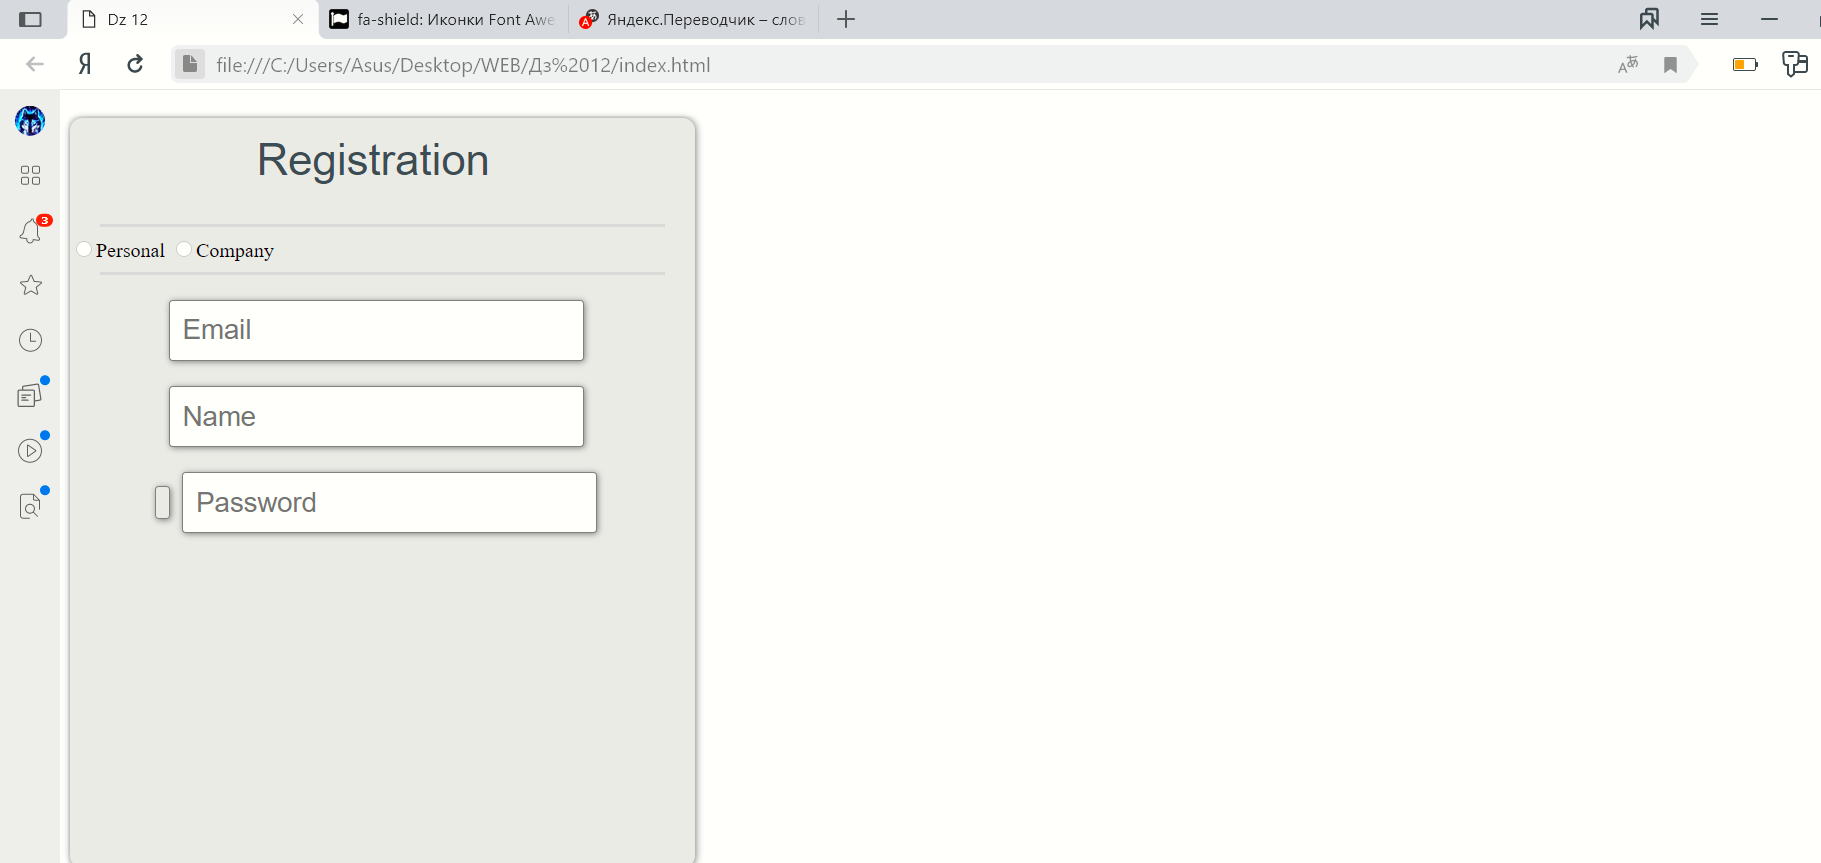 Dz 12
fa-shield: Иконки Font Awe
Яндекс.Переводчик – слов
file:///C:/Users/Asus/Desktop/WEB/Дз%2012/index.html
3
Registration
Personal Company
Email
Name
Password